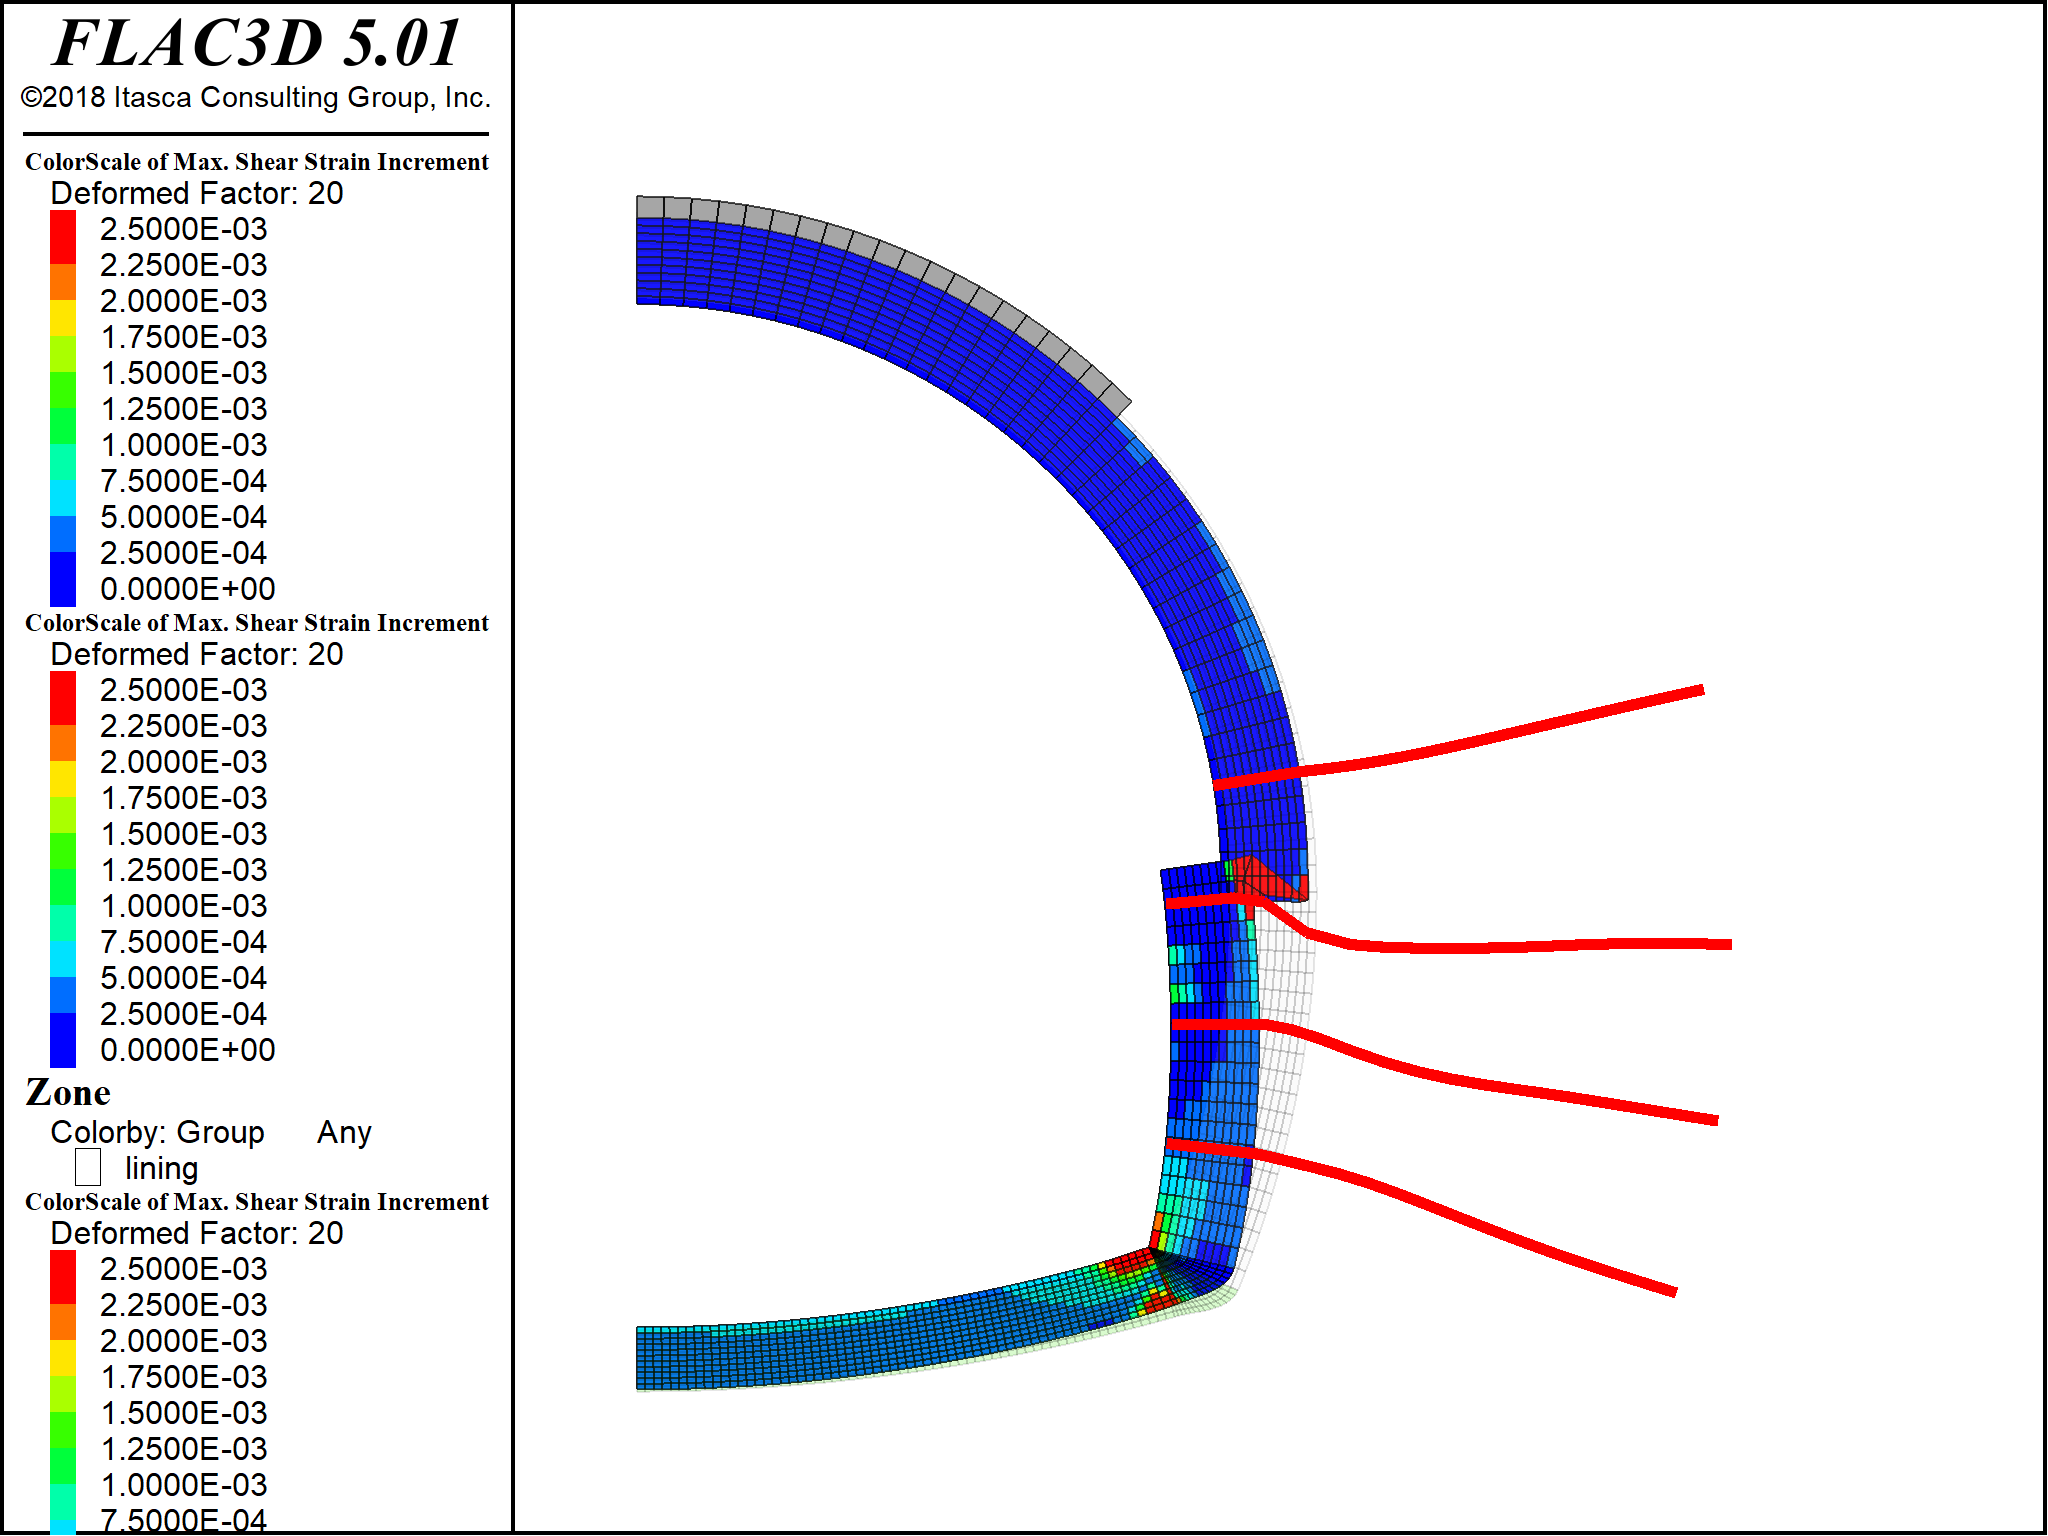 FLAC3D 5.01
©2018 Itasca Consulting Group, Inc.
ColorScale of Max. Shear Strain Increment
Deformed Factor: 20
2.5000E-03
2.2500E-03
2.0000E-03
1.7500E-03
1.5000E-03
1.2500E-03
1.0000E-03
7.5000E-04
5.0000E-04
2.5000E-04
0.0000E+00
ColorScale of Max. Shear Strain Increment
Deformed Factor: 20
2.5000E-03
2.2500E-03
2.0000E-03
1.7500E-03
1.5000E-03
1.2500E-03
1.0000E-03
7.5000E-04
5.0000E-04
2.5000E-04
0.0000E+00
Zone
Colorby: Group Any
lining
ColorScale of Max. Shear Strain Increment
Deformed Factor: 20
2.5000E-03
2.2500E-03
2.0000E-03
1.7500E-03
1.5000E-03
1.2500E-03
1.0000E-03
7.5000E-04